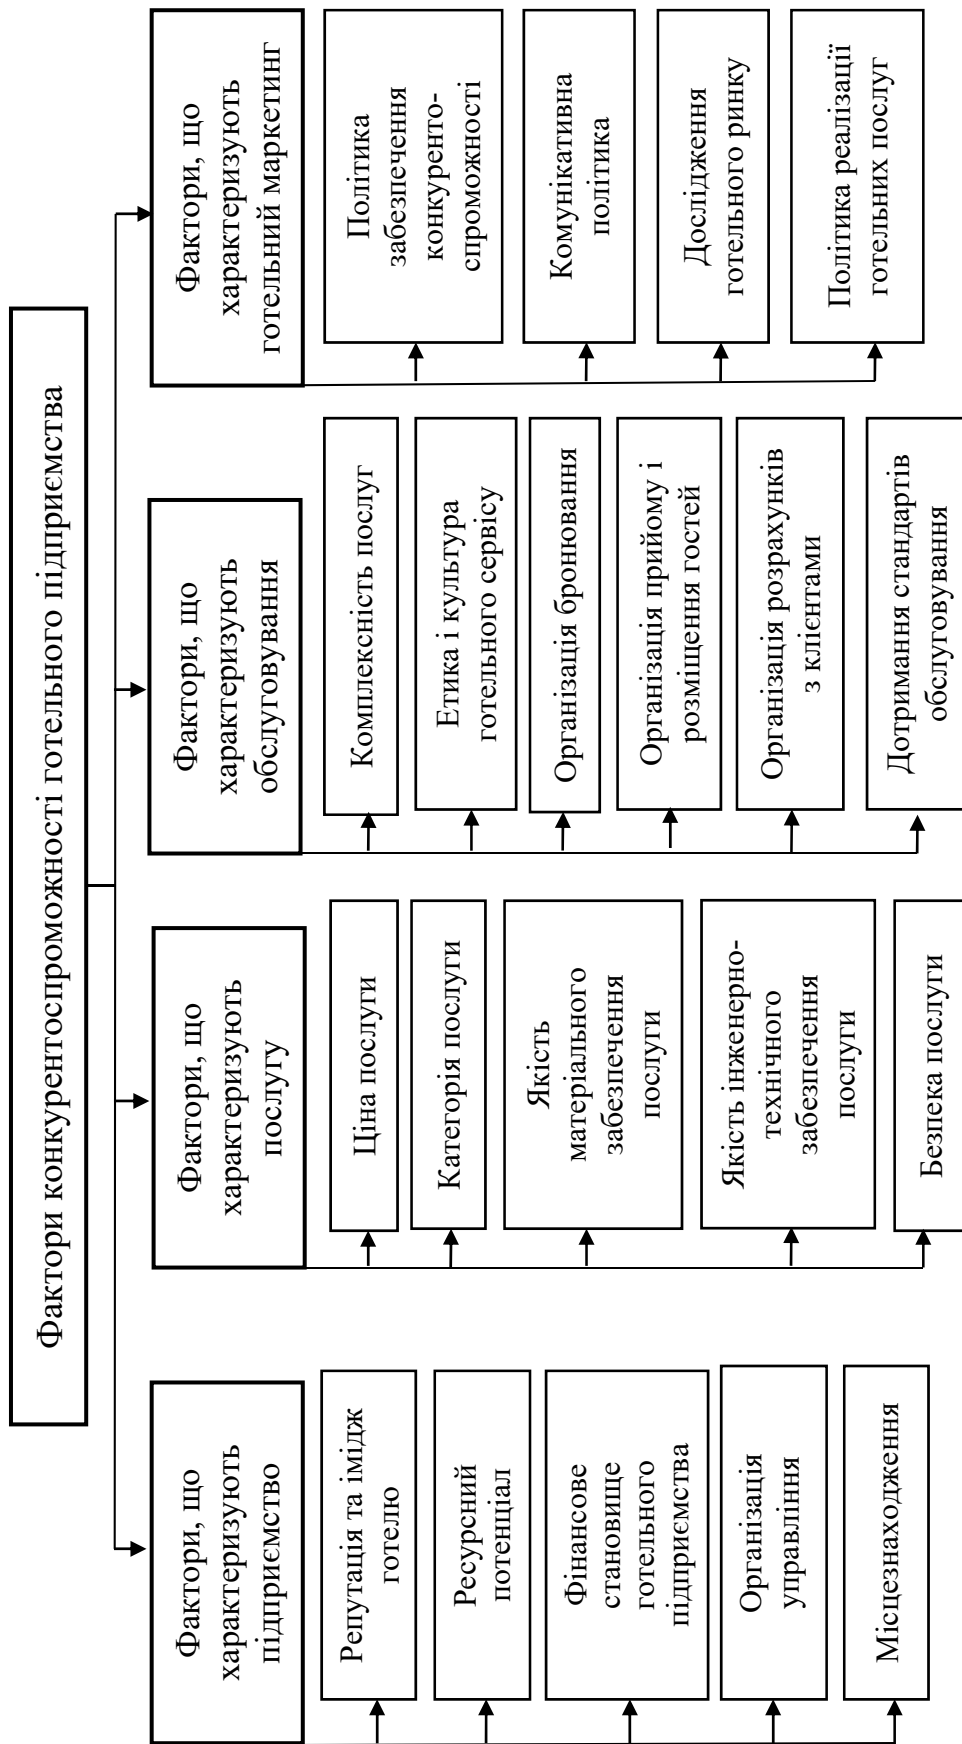 Фактори конкурентоспроможності готельного підприємства
Фактори, що
характеризують
підприємство
Репутація та імідж
готелю
Ресурсний
потенціал
Фінансове
становище
готельного
підприємства
Організація
управління
Місцезнаходження
Фактори, що
характеризують
послугу
Ціна послуги
Категорія послуги
Якість
матеріального
забезпечення
послуги
Якість інженерно-
технічного
забезпечення
послуги
Безпека послуги
Фактори, що
характеризують
обслуговування
Комплексність послуг
Етика і культура
готельного сервісу
Організація бронювання
Організація прийому і
розміщення гостей
Організація розрахунків
з клієнтами
Дотримання стандартів
обслуговування
Фактори, що
характеризують
готельний маркетинг
Політика
забезпечення
конкуренто-
спроможності
Комунікативна
політика
Дослідження
готельного ринку
Політика реалізації
готельних послуг